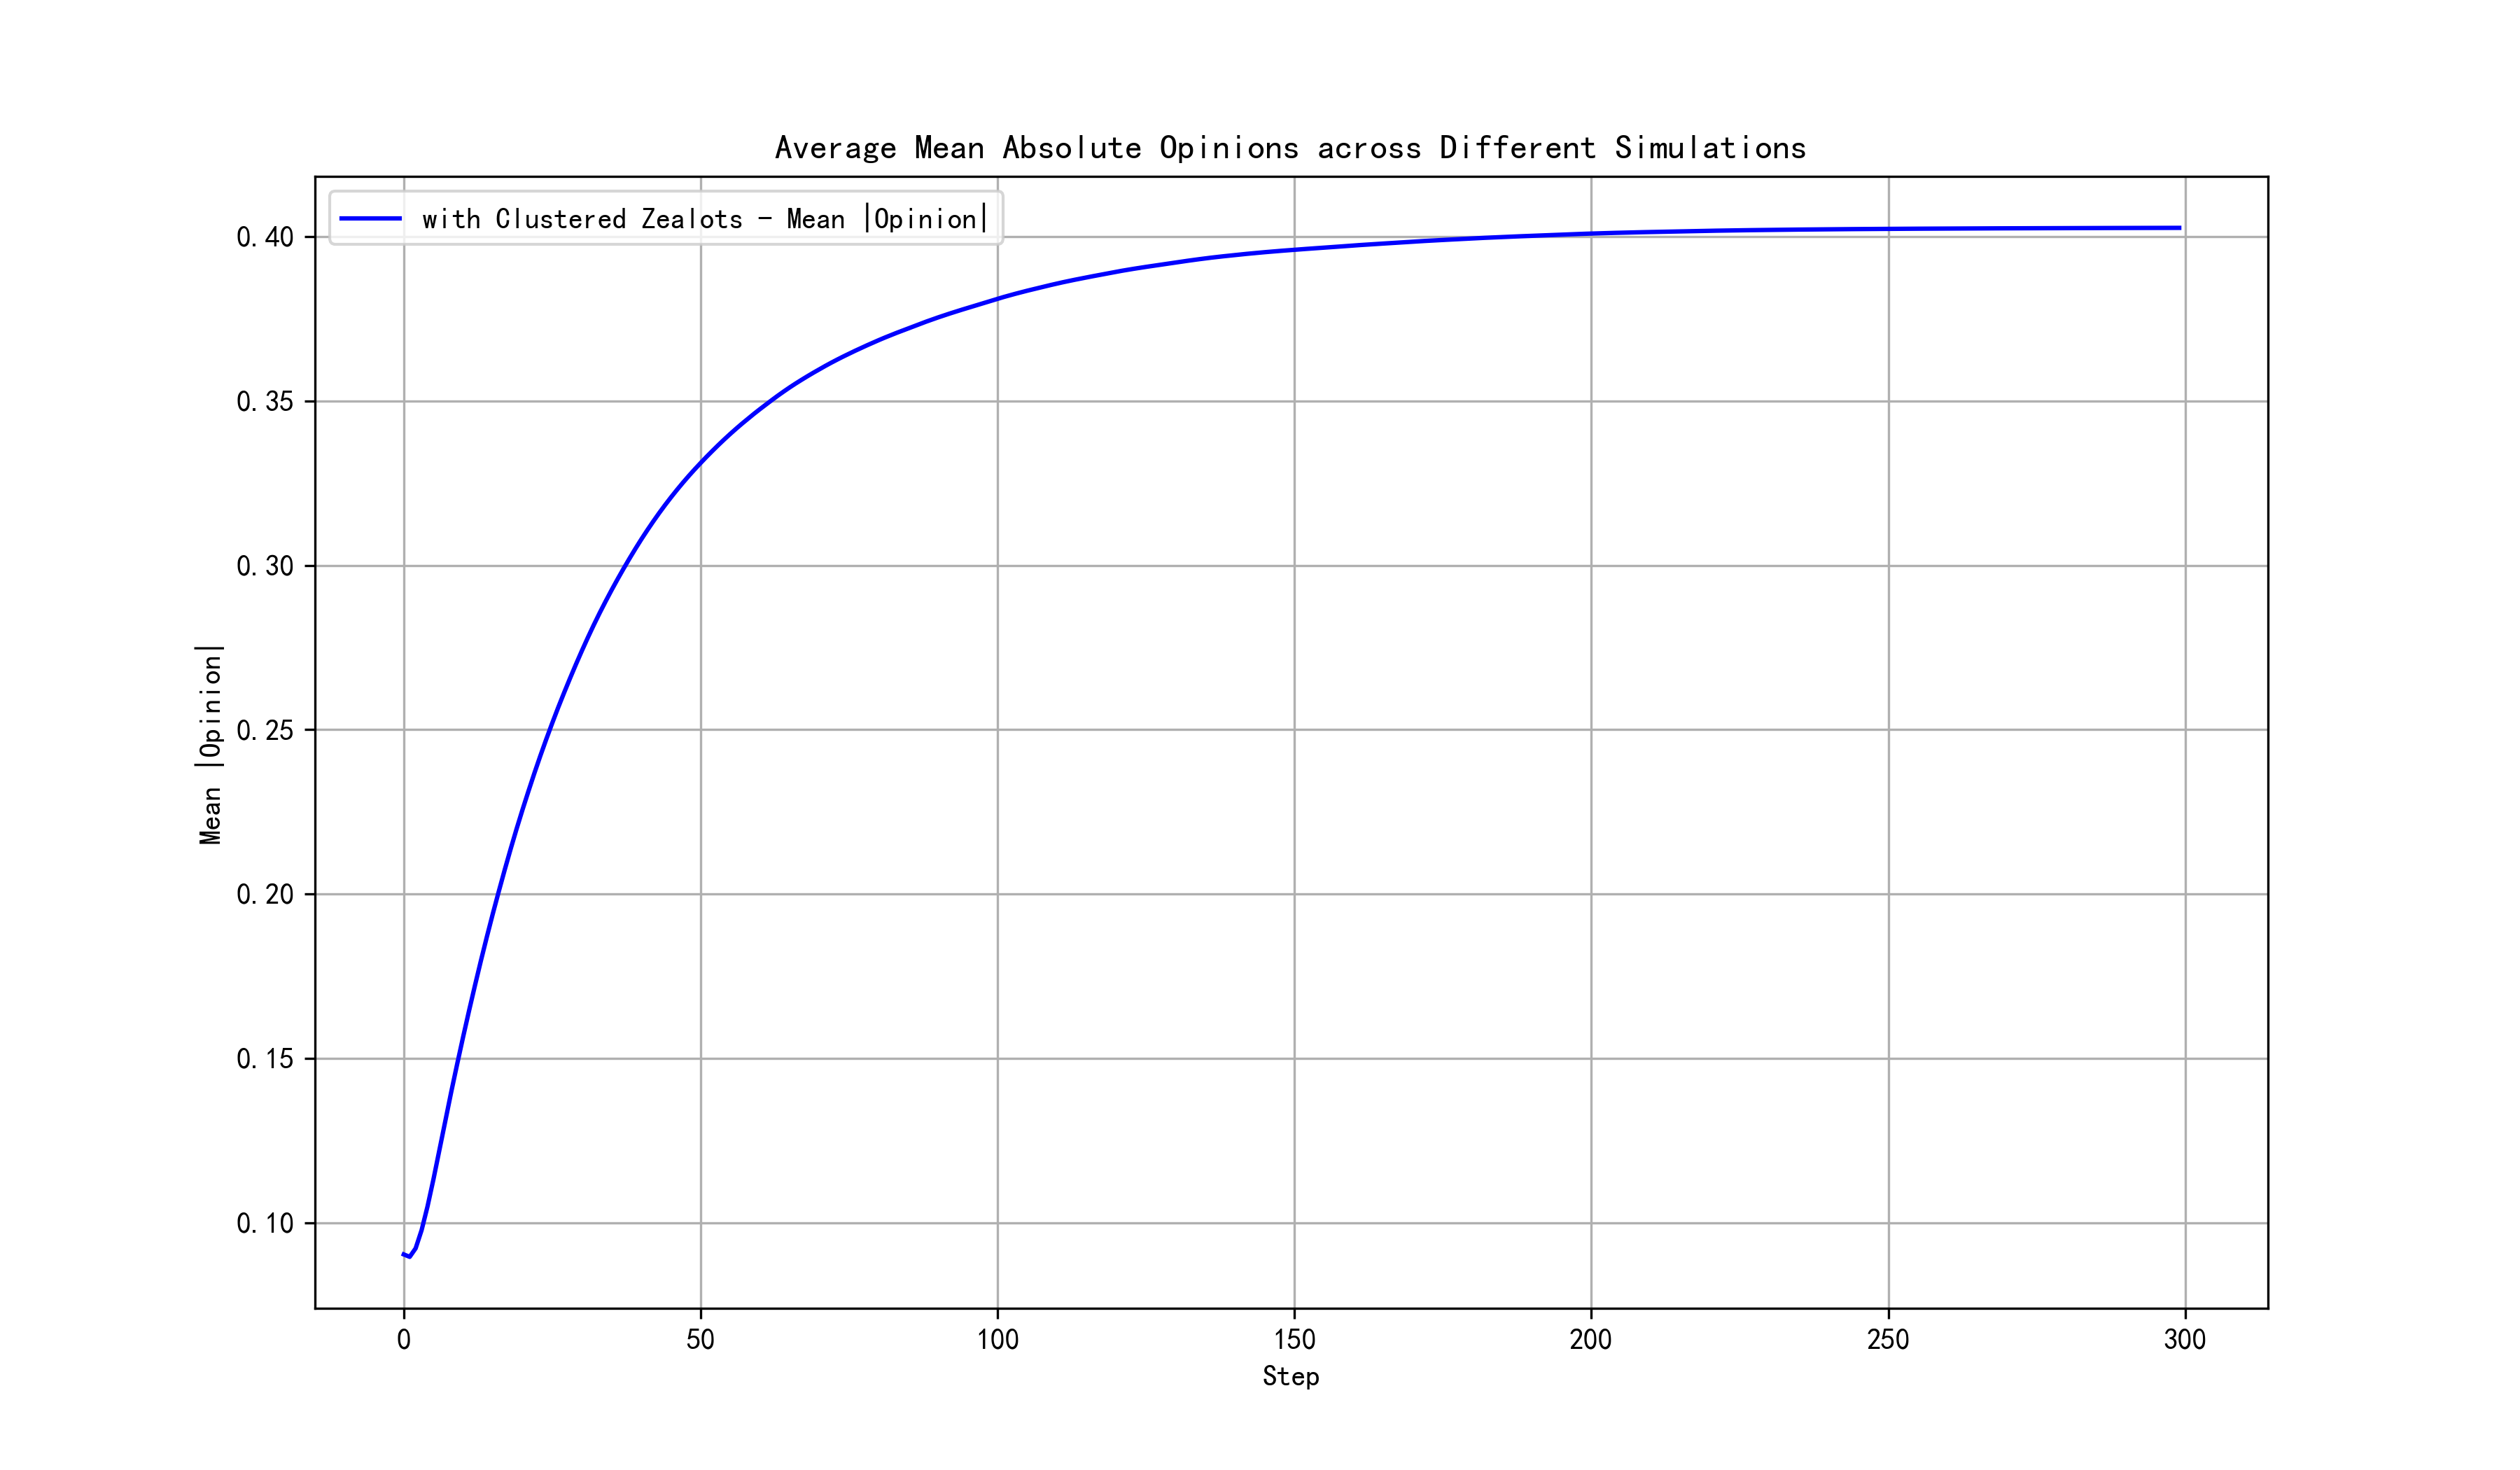 Average Mean Absolute Opinions across Different Simulations
with Clustered Zealots - Mean |Opinion|
Mean |Opinion|
0.40
0.35
0.30
0.25
0.20
0.15
0.10
0 50 100 150 200 250 300
Step